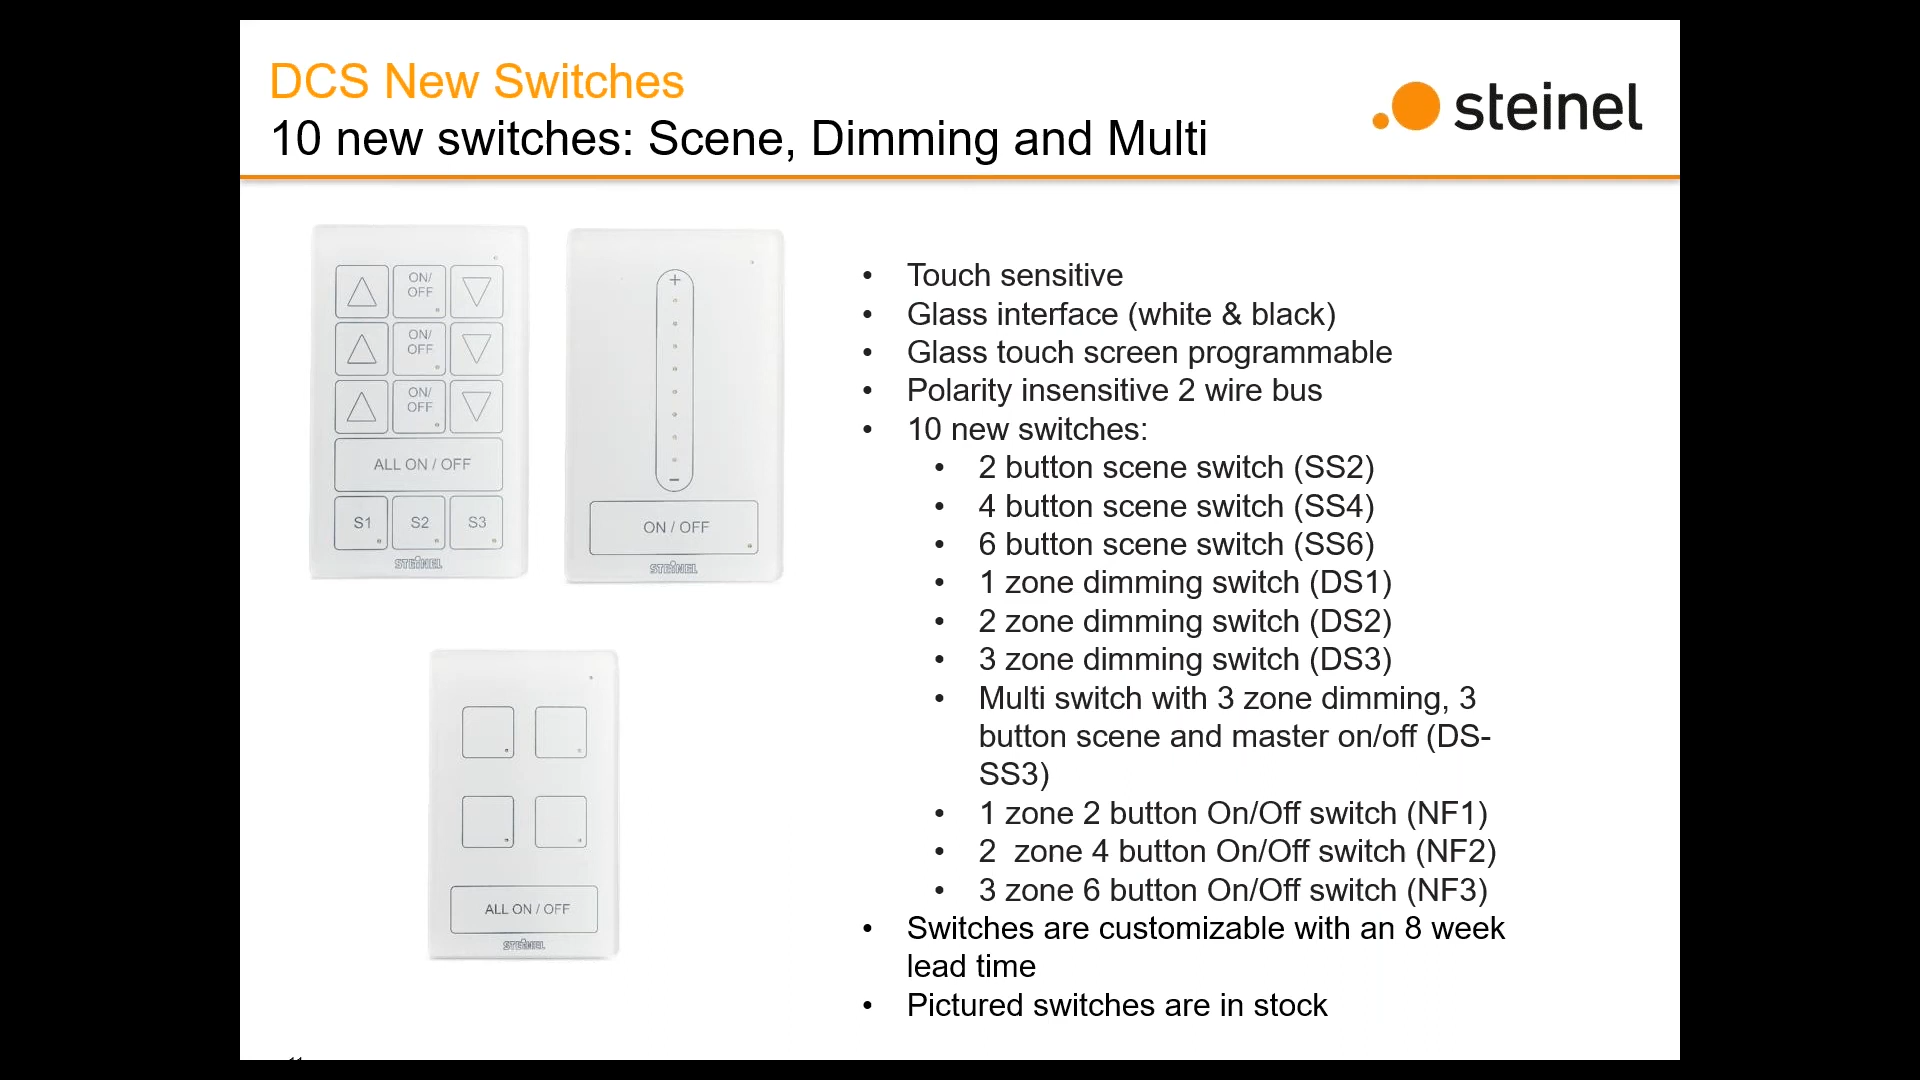 DCS New Switches
10 new switches: Scene, Dimming and Multi
steinel
ON/
OFF
ON/
OFF
ON/
OFF
ALL ON / OFF
S1 S2 S3
STEINEL
+
−
ON / OFF
STEINEL
ALL ON / OFF
STEINEL
• Touch sensitive
• Glass interface (white & black)
• Glass touch screen programmable
• Polarity insensitive 2 wire bus
• 10 new switches:
• 2 button scene switch (SS2)
• 4 button scene switch (SS4)
• 6 button scene switch (SS6)
• 1 zone dimming switch (DS1)
• 2 zone dimming switch (DS2)
• 3 zone dimming switch (DS3)
• Multi switch with 3 zone dimming, 3
button scene and master on/off (DS-
SS3)
• 1 zone 2 button On/Off switch (NF1)
• 2  zone 4 button On/Off switch (NF2)
• 3 zone 6 button On/Off switch (NF3)
• Switches are customizable with an 8 week
lead time
• Pictured switches are in stock